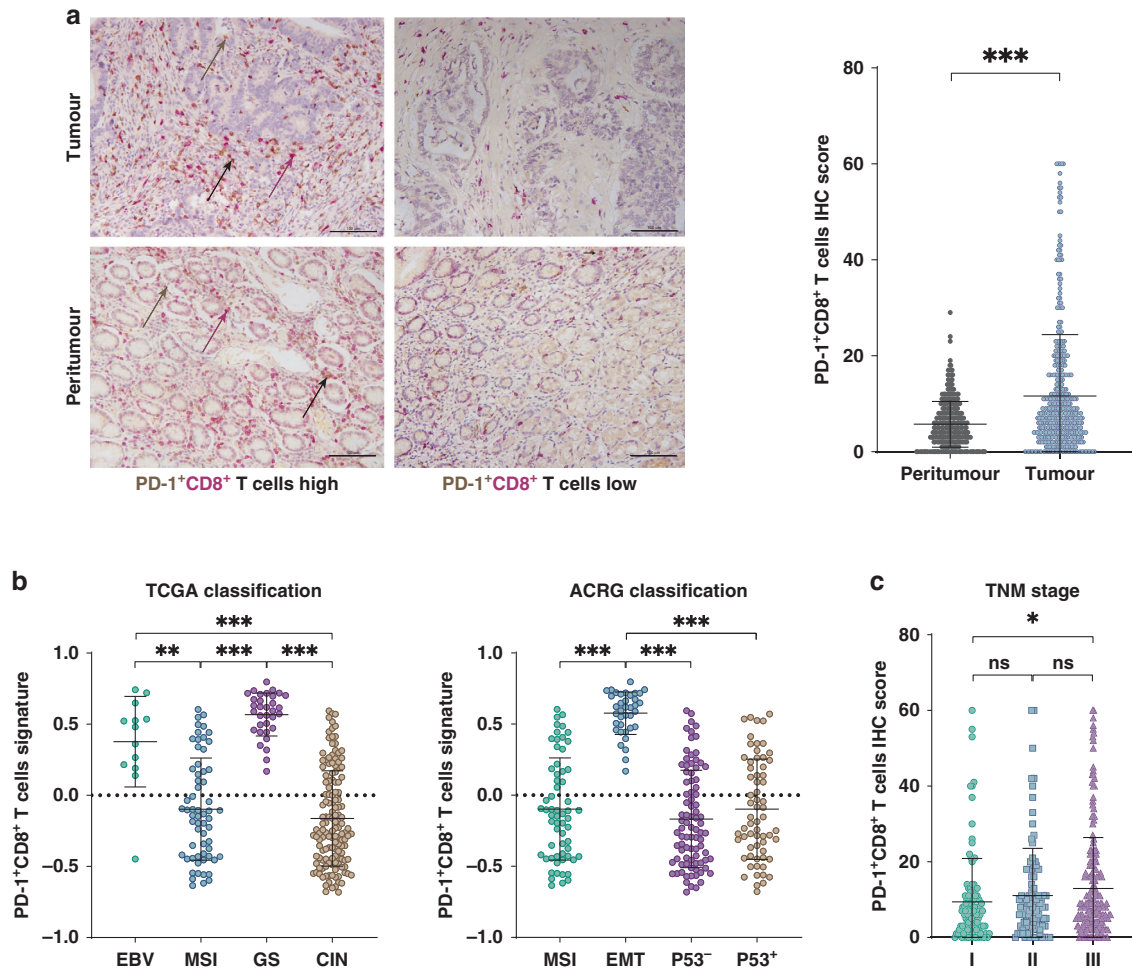 a
Tumour
Peritumour
PD-1⁺CD8⁺ T cells high
PD-1⁺CD8⁺ T cells low
***
PD-1⁺CD8⁺ T cells IHC score
80
60
40
20
0
Peritumour Tumour
b
TCGA classification
***
** *** ***
PD-1⁺CD8⁺ T cells signature
1.0
0.5
0.0
−0.5
−1.0
EBV MSI GS CIN
ACRG classification
***
*** ***
PD-1⁺CD8⁺ T cells signature
1.0
0.5
0.0
−0.5
−1.0
MSI EMT P53⁻ P53⁺
c
TNM stage
*
ns ns
PD-1⁺CD8⁺ T cells IHC score
80
60
40
20
0
I II III